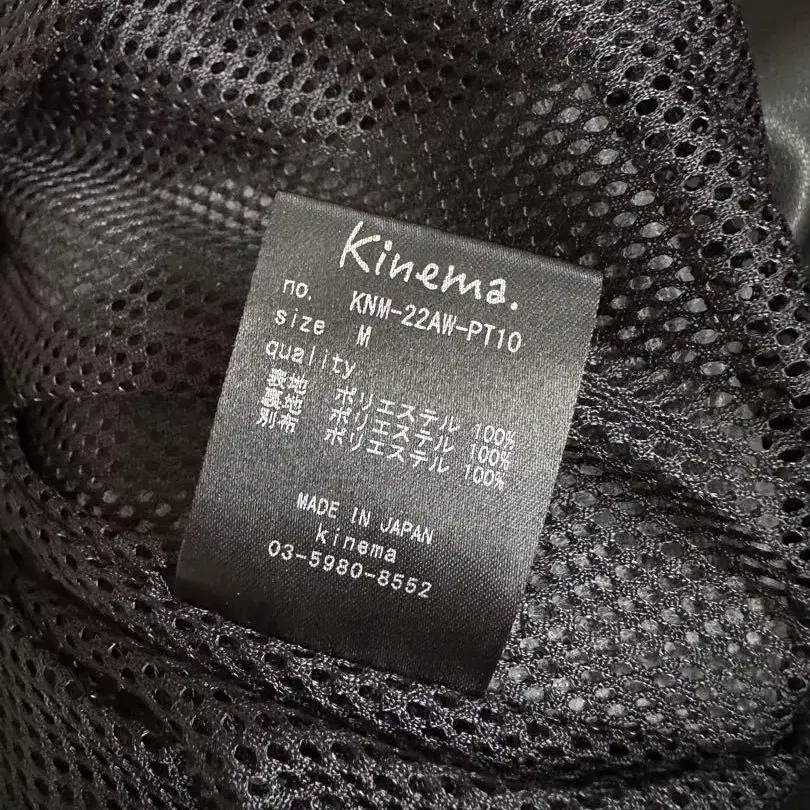 Kinema.
no. KNM-22AW-PT10
size M
quality
表地 ポリエステル 100%
裏地 ポリエステル 100%
別布 ポリエステル 100%
MADE IN JAPAN
kinema
03-5980-8552